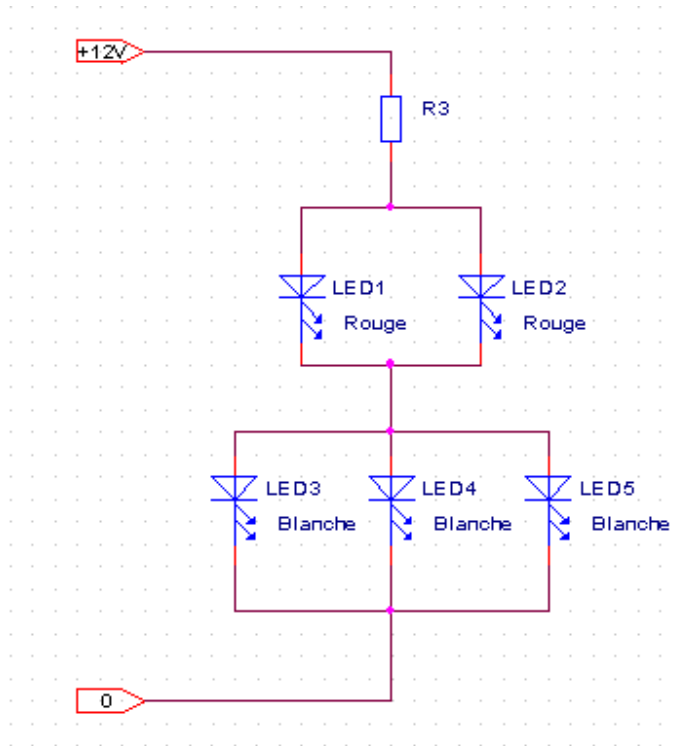 +12V
R3
LED1
Rouge
LED2
Rouge
LED3
Blanche
LED4
Blanche
LED5
Blanche
0